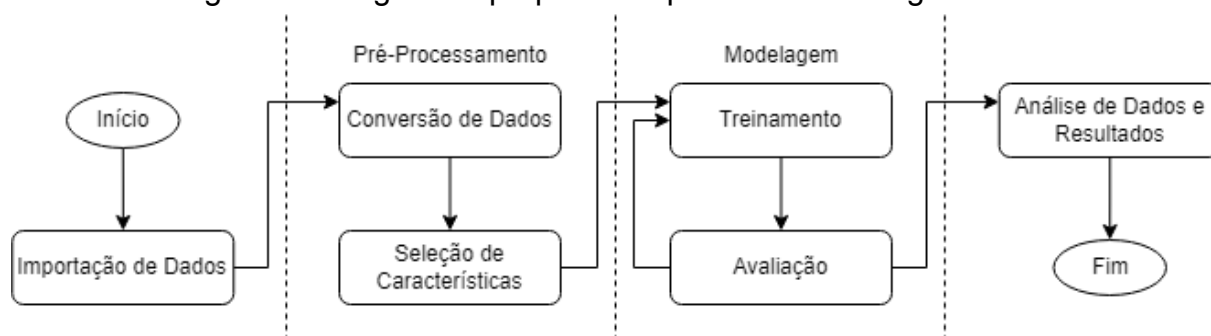 Pré-Processamento
Modelagem
Início
Conversão de Dados
Treinamento
Análise de Dados e
Resultados
Importação de Dados
Seleção de
Características
Avaliação
Fim